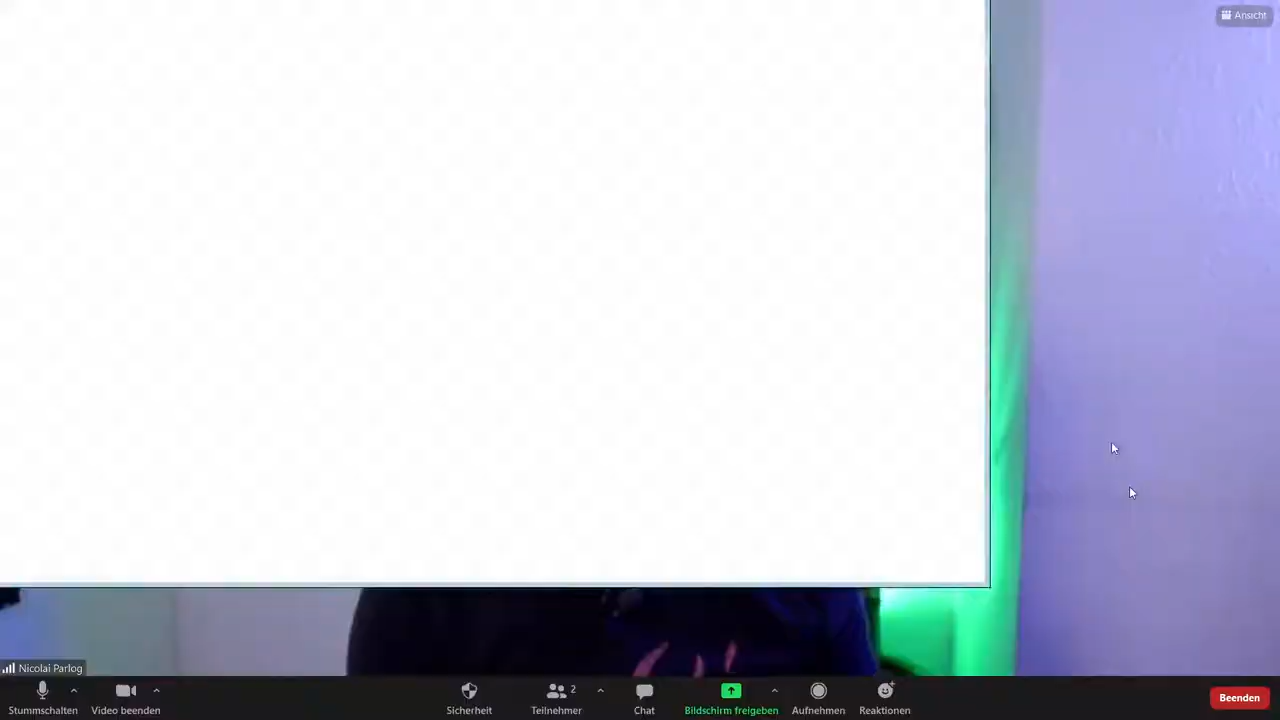 Ansicht
Nicolai Parlog
Stummschalten
Video beenden
Sicherheit
2
Teilnehmer
Chat
Bildschirm freigeben
Aufnehmen
Reaktionen
Beenden